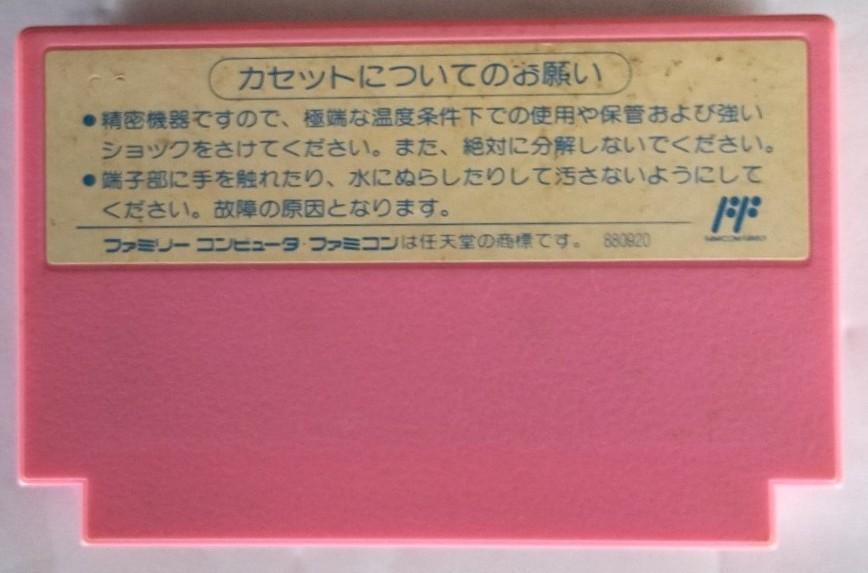 カセットについてのお願い
●精密機器ですので、極端な温度条件下での使用や保管および強い
ショックをさけてください。また、絶対に分解しないでください。
●端子部に手を触れたり、水にぬらしたりして汚さないようにして
ください。故障の原因となります。
FF
ファミリー コンピュータ・ファミコンは任天堂の商標です。 880920